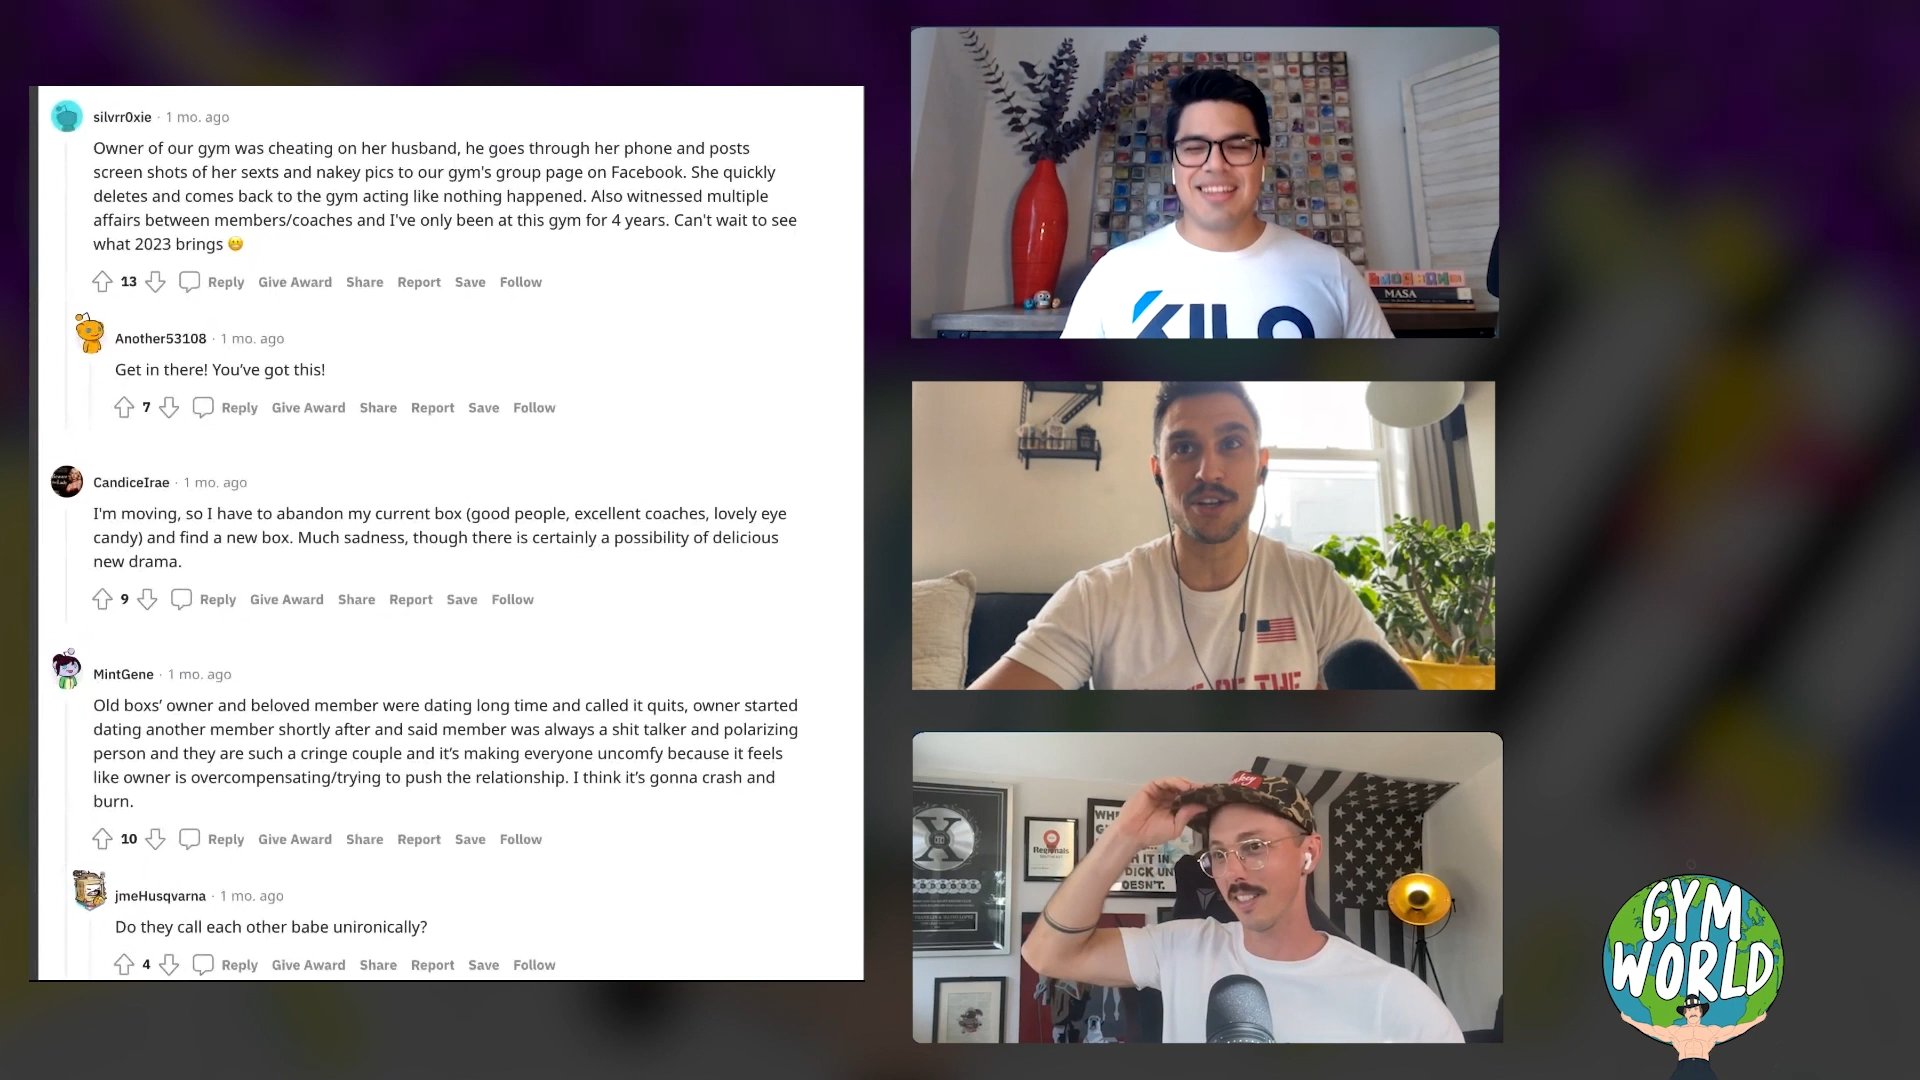 silvrr0xie · 1 mo. ago
Owner of our gym was cheating on her husband, he goes through her phone and posts
screen shots of her sexts and nakey pics to our gym's group page on Facebook. She quickly
deletes and comes back to the gym acting like nothing happened. Also witnessed multiple
affairs between members/coaches and I've only been at this gym for 4 years. Can't wait to see
what 2023 brings 😬
13 Reply Give Award Share Report Save Follow
Another53108 · 1 mo. ago
Get in there! You’ve got this!
7 Reply Give Award Share Report Save Follow
CandiceIrae · 1 mo. ago
I'm moving, so I have to abandon my current box (good people, excellent coaches, lovely eye
candy) and find a new box. Much sadness, though there is certainly a possibility of delicious
new drama.
9 Reply Give Award Share Report Save Follow
MintGene · 1 mo. ago
Old boxs’ owner and beloved member were dating long time and called it quits, owner started
dating another member shortly after and said member was always a shit talker and polarizing
person and they are such a cringe couple and it’s making everyone uncomfy because it feels
like owner is overcompensating/trying to push the relationship. I think it’s gonna crash and
burn.
10 Reply Give Award Share Report Save Follow
jmeHusqvarna · 1 mo. ago
Do they call each other babe unironically?
4 Reply Give Award Share Report Save Follow
KILO
MASA
OF THE
X
Regionals
H IT IN
DICK UN
OESN'T.
GYM
WORLD